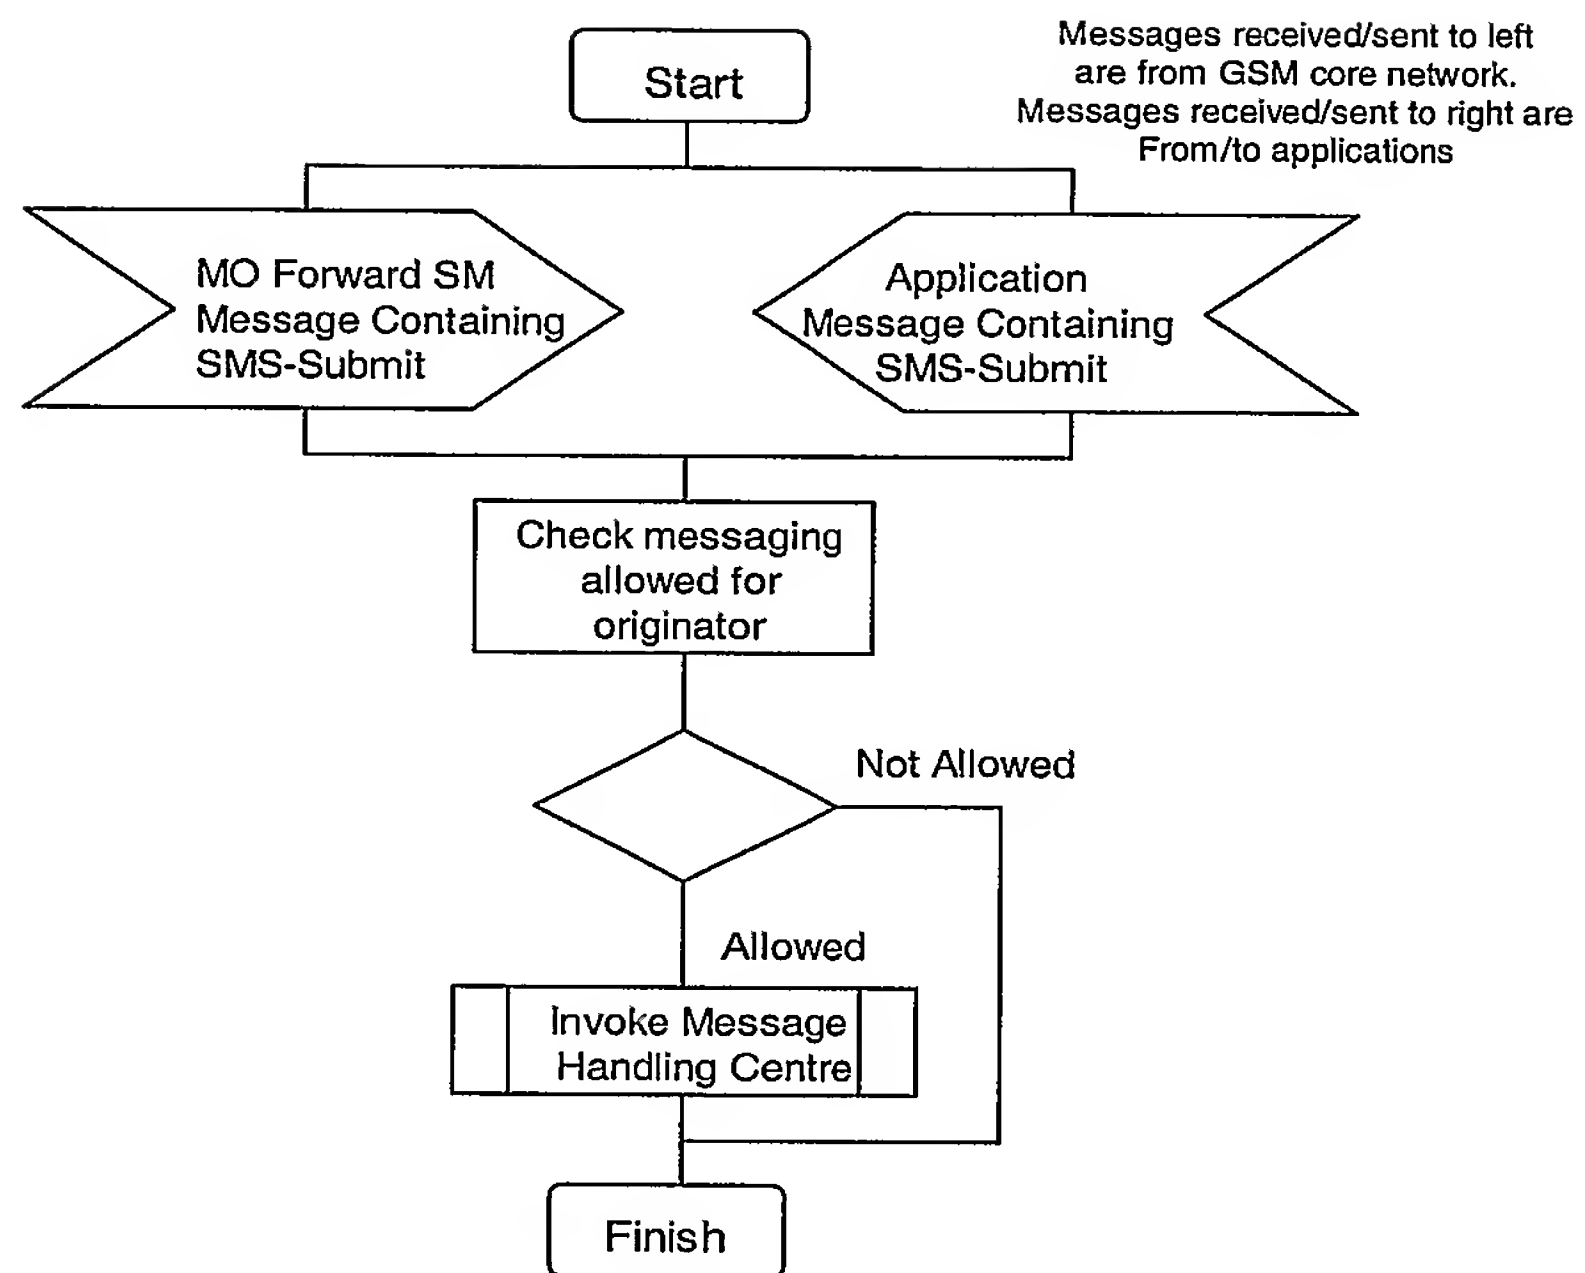 Start
Messages received/sent to left
are from GSM core network.
Messages received/sent to right are
From/to applications
MO Forward SM
Message Containing
SMS-Submit
Application
Message Containing
SMS-Submit
Check messaging
allowed for
originator
Not Allowed
Allowed
Invoke Message
Handling Centre
Finish